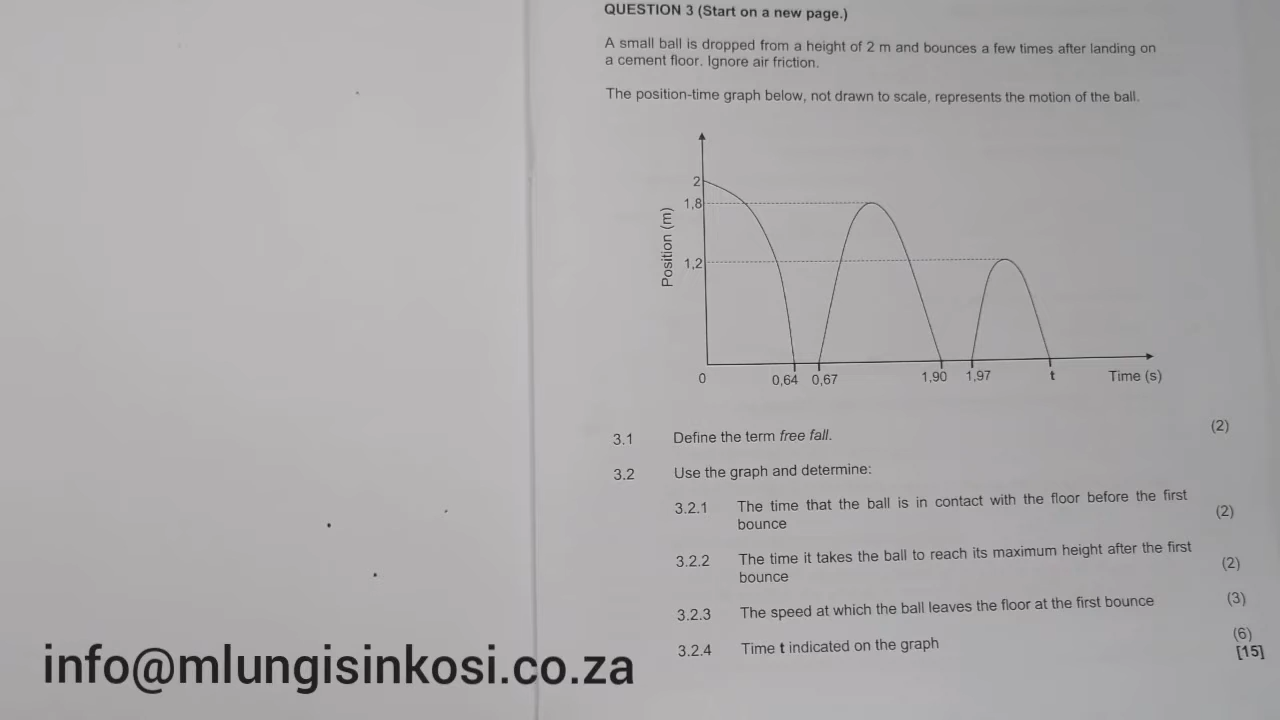 QUESTION 3 (Start on a new page.)
A small ball is dropped from a height of 2 m and bounces a few times after landing on
a cement floor. Ignore air friction.
The position-time graph below, not drawn to scale, represents the motion of the ball.
Position (m)
2
1,8
1,2
0
0,64
0,67
1,90
1,97
t
Time (s)
3.1 Define the term free fall. (2)
3.2 Use the graph and determine:
3.2.1 The time that the ball is in contact with the floor before the first
bounce (2)
3.2.2 The time it takes the ball to reach its maximum height after the first
bounce (2)
3.2.3 The speed at which the ball leaves the floor at the first bounce (3)
3.2.4 Time t indicated on the graph (6)
[15]
info@mlungisinkosi.co.za